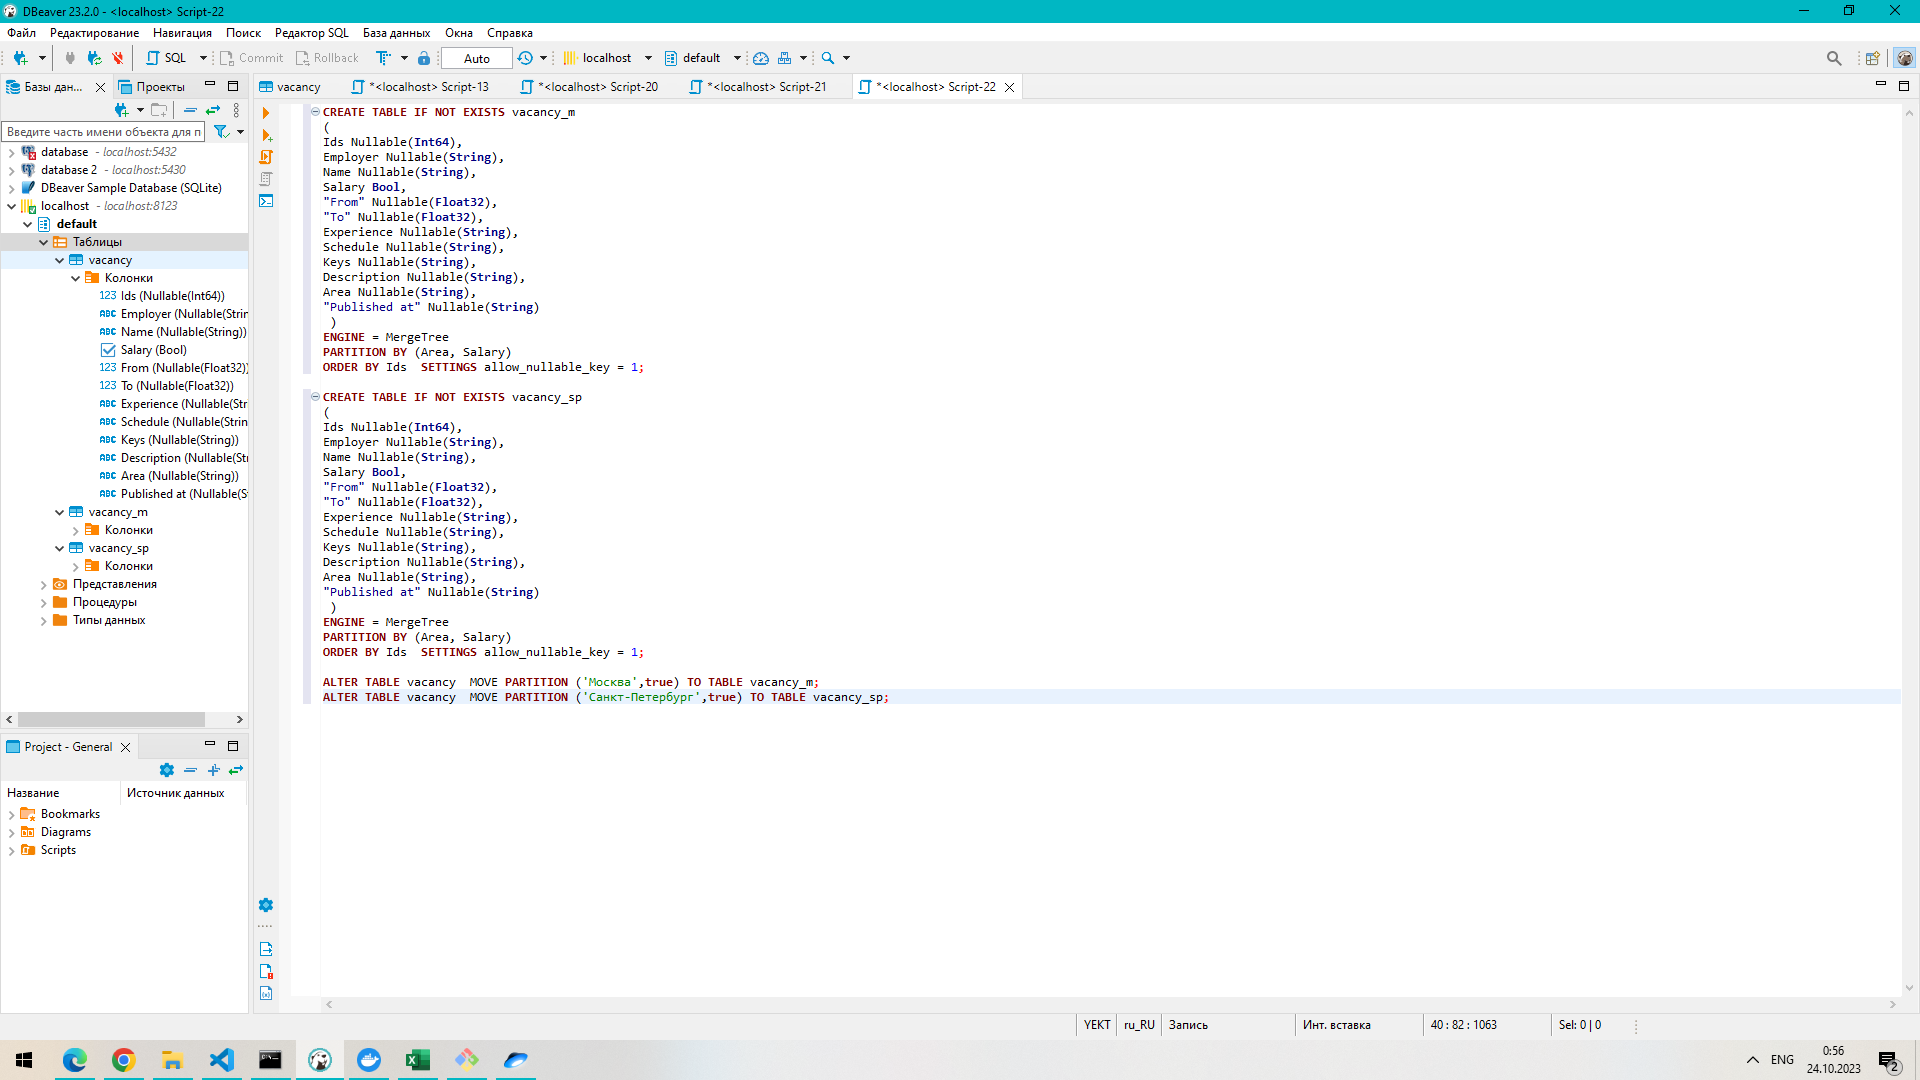 DBeaver 23.2.0 - <localhost> Script-22
Файл Редактирование Навигация Поиск Редактор SQL База данных Окна Справка
SQL Commit Rollback Auto localhost default
Базы дан... Проекты
vacancy *<localhost> Script-13 *<localhost> Script-20 *<localhost> Script-21 *<localhost> Script-22
Введите часть имени объекта для п
database - localhost:5432
database 2 - localhost:5430
DBeaver Sample Database (SQLite)
localhost - localhost:8123
default
Таблицы
vacancy
Колонки
123 Ids (Nullable(Int64))
ABC Employer (Nullable(Strin
ABC Name (Nullable(String))
Salary (Bool)
123 From (Nullable(Float32))
123 To (Nullable(Float32))
ABC Experience (Nullable(Str
ABC Schedule (Nullable(Strin
ABC Keys (Nullable(String))
ABC Description (Nullable(Str
ABC Area (Nullable(String))
ABC Published at (Nullable(S
vacancy_m
Колонки
vacancy_sp
Колонки
Представления
Процедуры
Типы данных
Project - General
Название Источник данных
Bookmarks
Diagrams
Scripts
CREATE TABLE IF NOT EXISTS vacancy_m
(
Ids Nullable(Int64),
Employer Nullable(String),
Name Nullable(String),
Salary Bool,
"From" Nullable(Float32),
"To" Nullable(Float32),
Experience Nullable(String),
Schedule Nullable(String),
Keys Nullable(String),
Description Nullable(String),
Area Nullable(String),
"Published at" Nullable(String)
)
ENGINE = MergeTree
PARTITION BY (Area, Salary)
ORDER BY Ids  SETTINGS allow_nullable_key = 1;
CREATE TABLE IF NOT EXISTS vacancy_sp
(
Ids Nullable(Int64),
Employer Nullable(String),
Name Nullable(String),
Salary Bool,
"From" Nullable(Float32),
"To" Nullable(Float32),
Experience Nullable(String),
Schedule Nullable(String),
Keys Nullable(String),
Description Nullable(String),
Area Nullable(String),
"Published at" Nullable(String)
)
ENGINE = MergeTree
PARTITION BY (Area, Salary)
ORDER BY Ids  SETTINGS allow_nullable_key = 1;
ALTER TABLE vacancy  MOVE PARTITION ('Москва',true) TO TABLE vacancy_m;
ALTER TABLE vacancy  MOVE PARTITION ('Санкт-Петербург',true) TO TABLE vacancy_sp;
YEKT ru_RU Запись Инт. вставка 40 : 82 : 1063 Sel: 0 | 0
ENG
0:56
24.10.2023
2